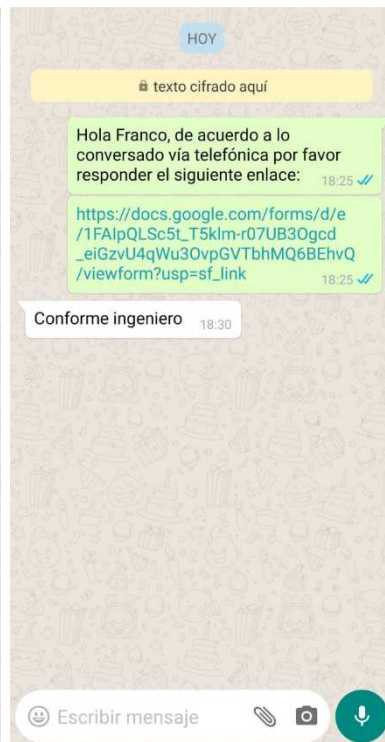 HOY
texto cifrado aquí
Hola Franco, de acuerdo a lo
conversado vía telefónica por favor
responder el siguiente enlace:
18:25
https://docs.google.com/forms/d/e
/1FAIpQLSc5t_T5klm-r07UB3Ogcd
_eiGzvU4qWu3OvpGVTbhMQ6BEhvQ
/viewform?usp=sf_link
18:25
Conforme ingeniero 18:30
Escribir mensaje